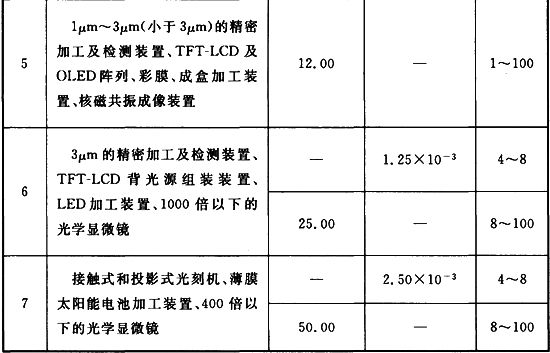 1μm～3μm(小于 3μm)的精密
加工及检测装置、TFT-LCD 及
OLED 阵列、彩膜、成盒加工装
置、核磁共振成像装置
5
12.00
—
1～100
3μm 的精密加工及检测装置、
TFT-LCD 背光源组装装置、
LED 加工装置、1000 倍以下的
光学显微镜
6
—
1.25×10⁻³
4～8
25.00
—
8～100
接触式和投影式光刻机、薄膜
太阳能电池加工装置、400 倍以
下的光学显微镜
7
—
2.50×10⁻³
4～8
50.00
—
8～100